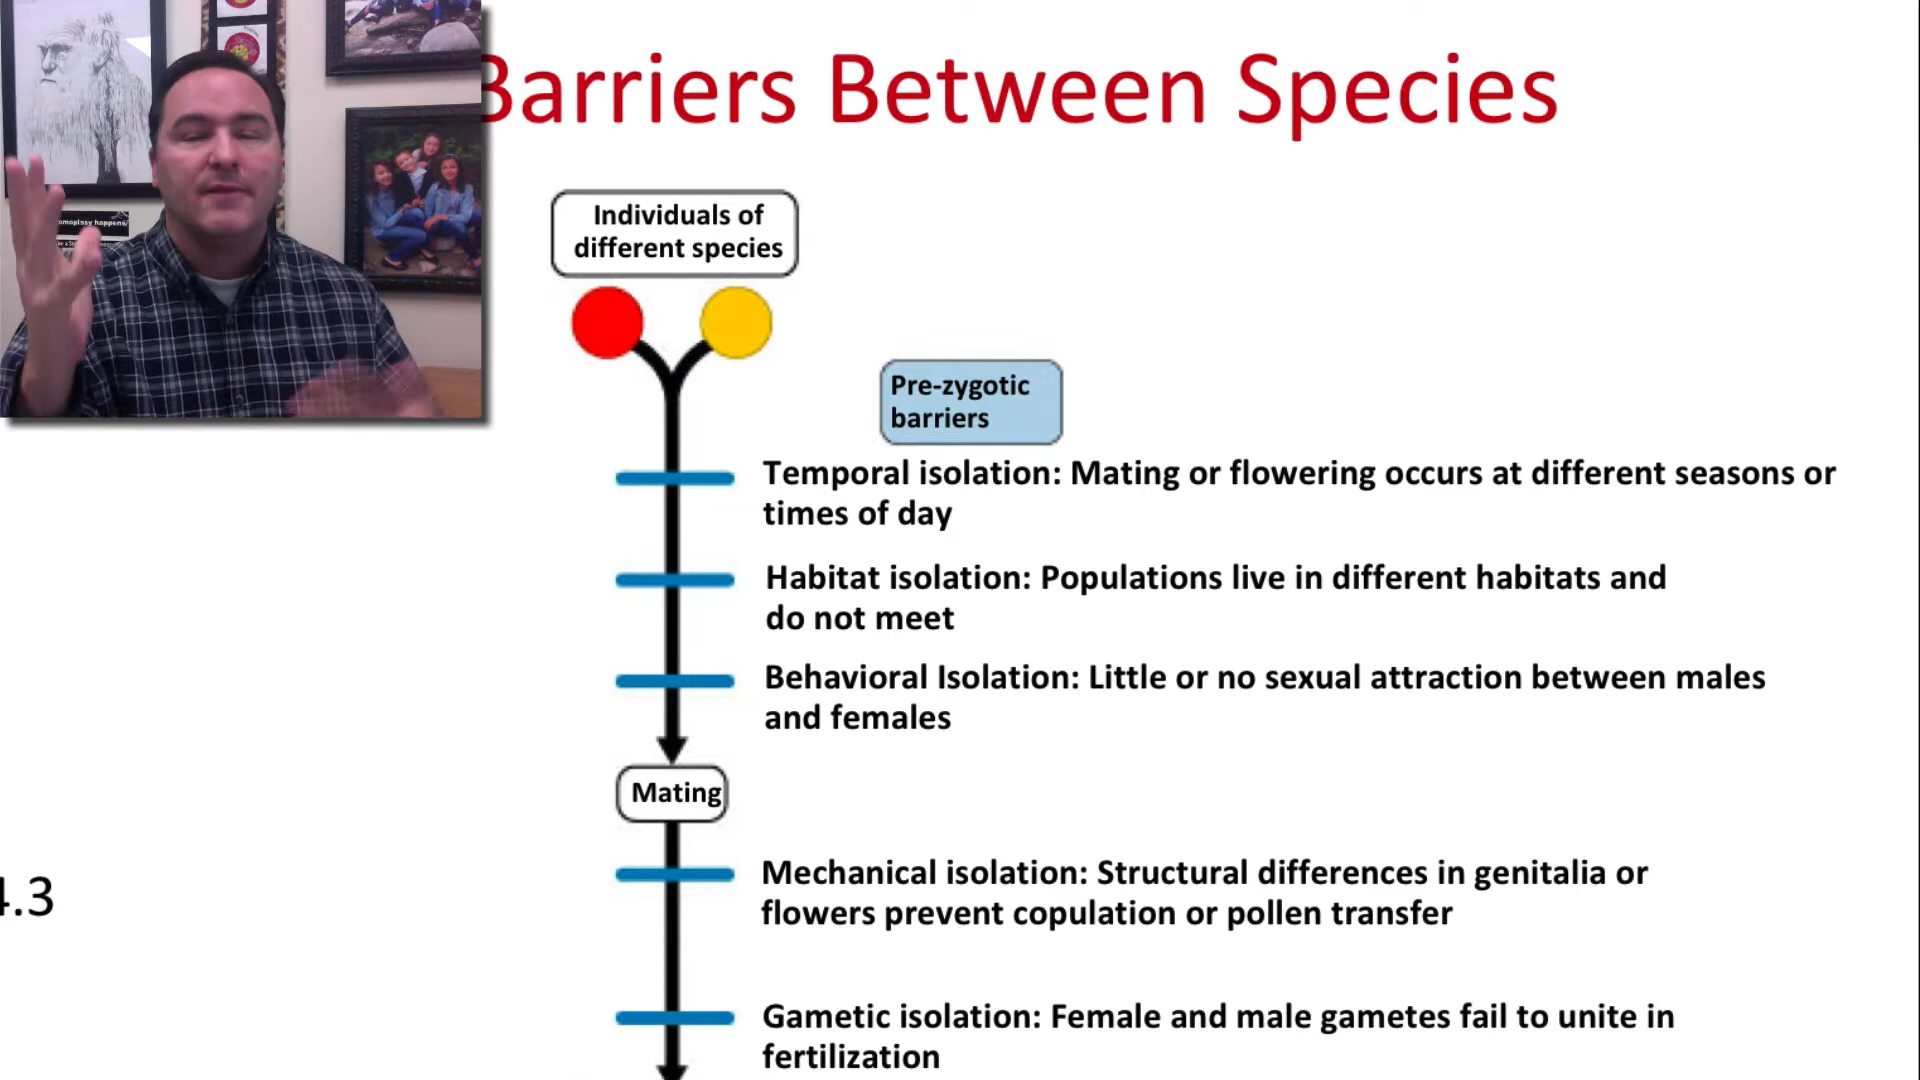 Barriers Between Species
omopissy happens
Individuals of
different species
Pre-zygotic
barriers
Temporal isolation: Mating or flowering occurs at different seasons or
times of day
Habitat isolation: Populations live in different habitats and
do not meet
Behavioral Isolation: Little or no sexual attraction between males
and females
Mating
Mechanical isolation: Structural differences in genitalia or
flowers prevent copulation or pollen transfer
4.3
Gametic isolation: Female and male gametes fail to unite in
fertilization